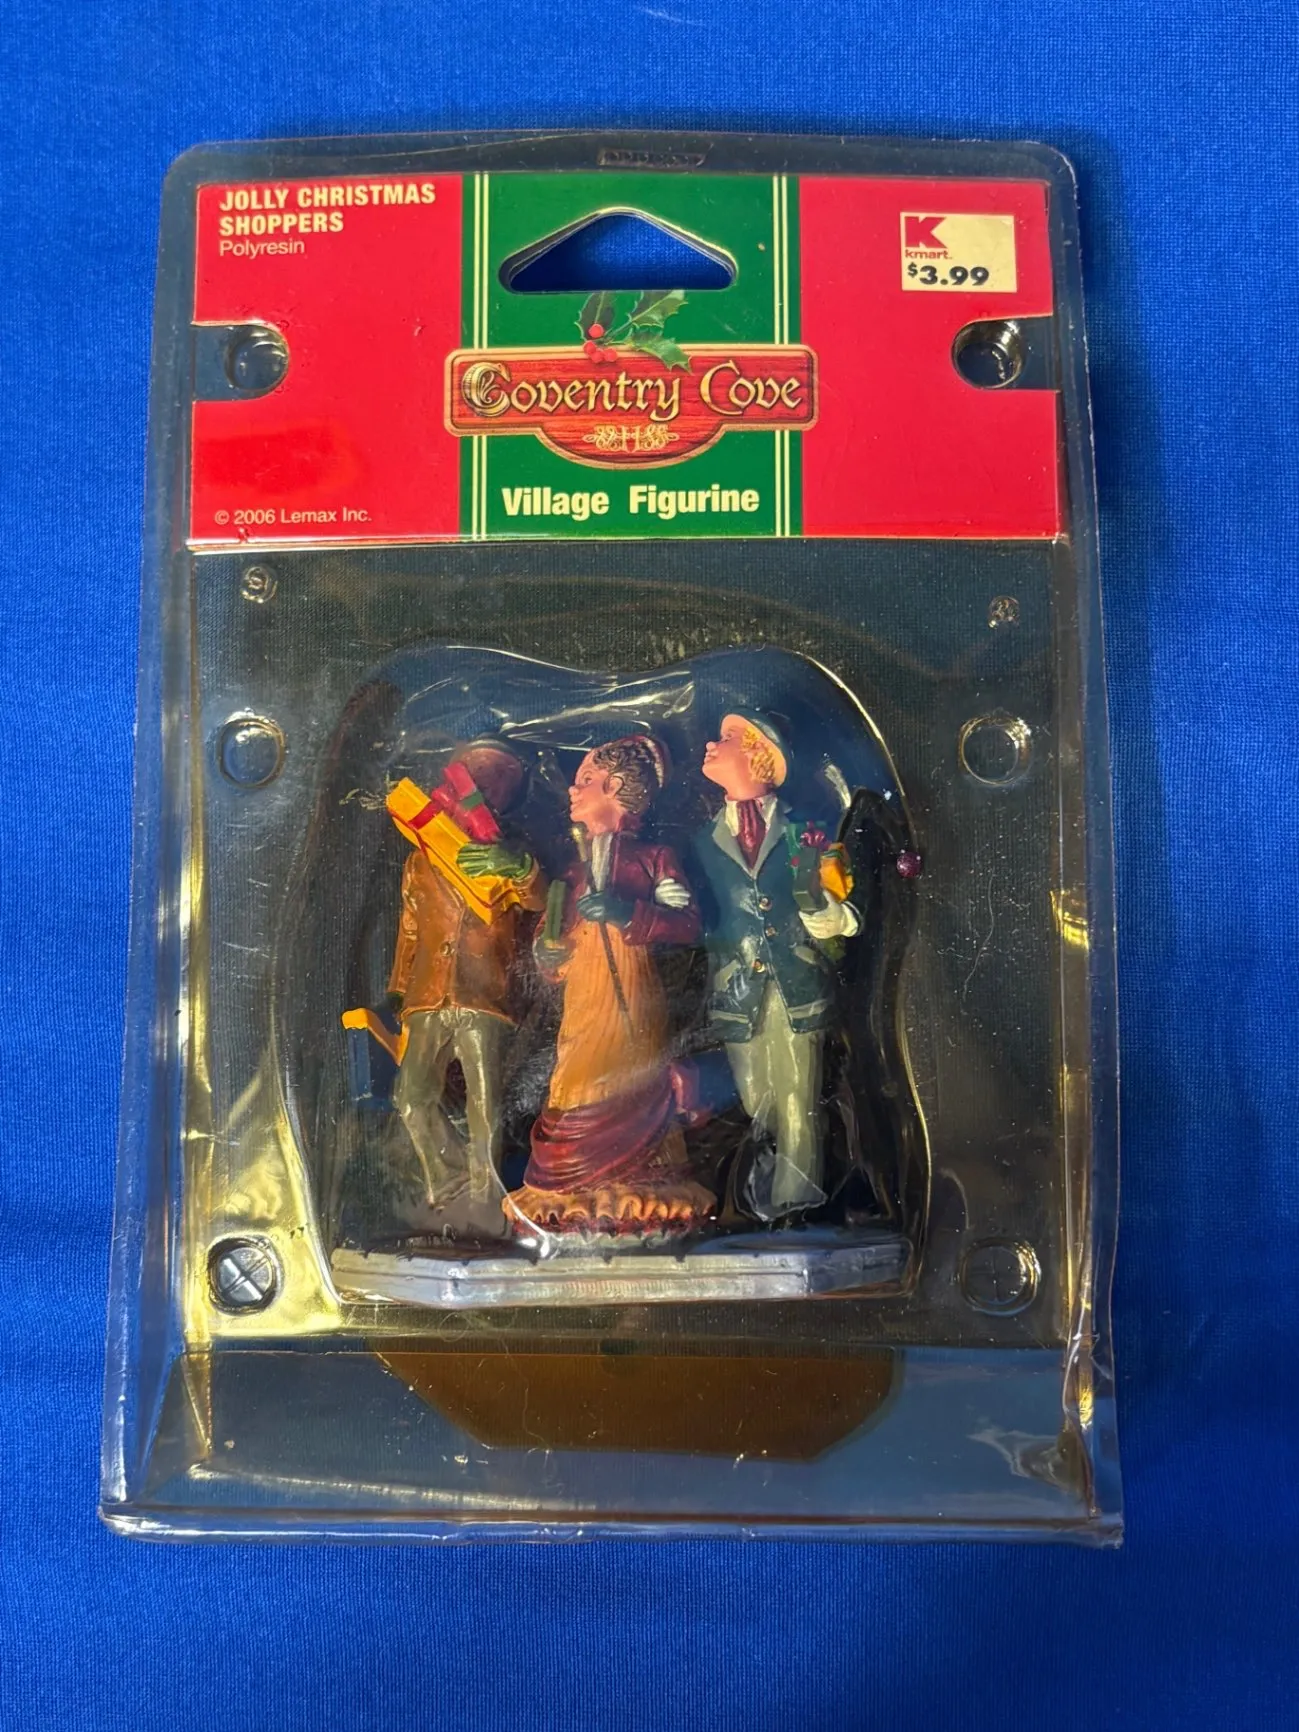 JOLLY CHRISTMAS
SHOPPERS
Polyresin
K
kmart.
$3.99
Coventry Cove
Village Figurine
© 2006 Lemax Inc.